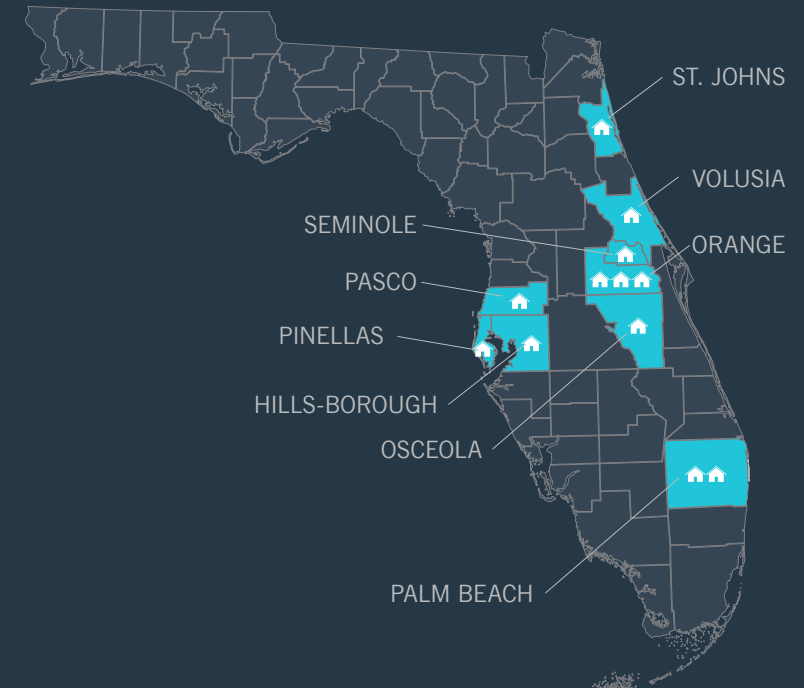 ST. JOHNS
VOLUSIA
SEMINOLE
ORANGE
PASCO
PINELLAS
HILLS-BOROUGH
OSCEOLA
PALM BEACH